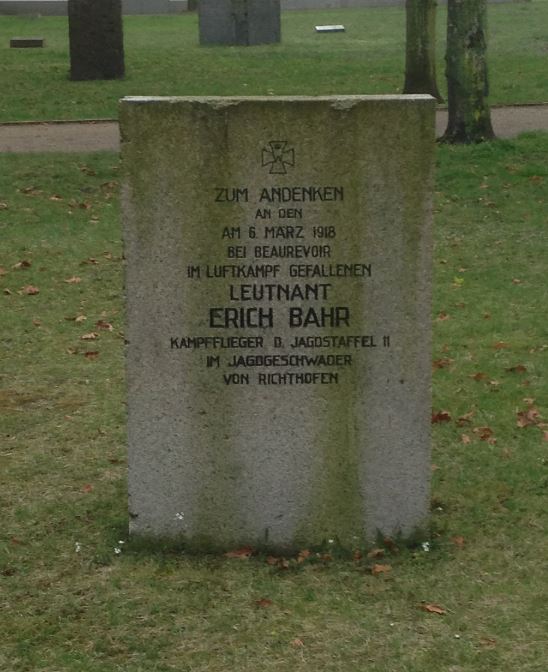 ZUM ANDENKEN
AN DEN
AM 6. MÄRZ 1918
BEI BEAUREVOIR
IM LUFTKAMPF GEFALLENEN
LEUTNANT
ERICH BAHR
KAMPFFLIEGER D. JAGDSTAFFEL 11
IM JAGDGESCHWADER
VON RICHTHOFEN